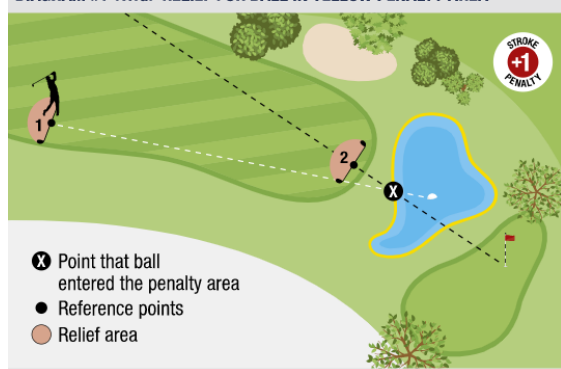 STROKE
+1
PENALTY
1
2
X
X Point that ball
entered the penalty area
Reference points
Relief area